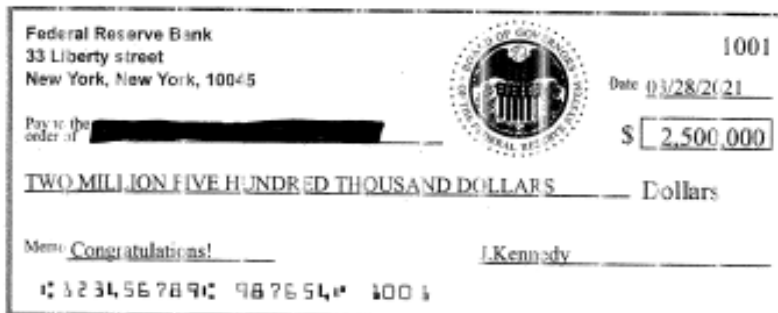 Federal Reserve Bank
33 Liberty street
New York, New York, 10045
1001
Date 03/28/2021
Pay to the
order of
$ 2,500,000
TWO MILLION FIVE HUNDRED THOUSAND DOLLARS Dollars
Memo Congratulations!
J.Kennedy
⑆123456789⑆ 987654⑈ 1001